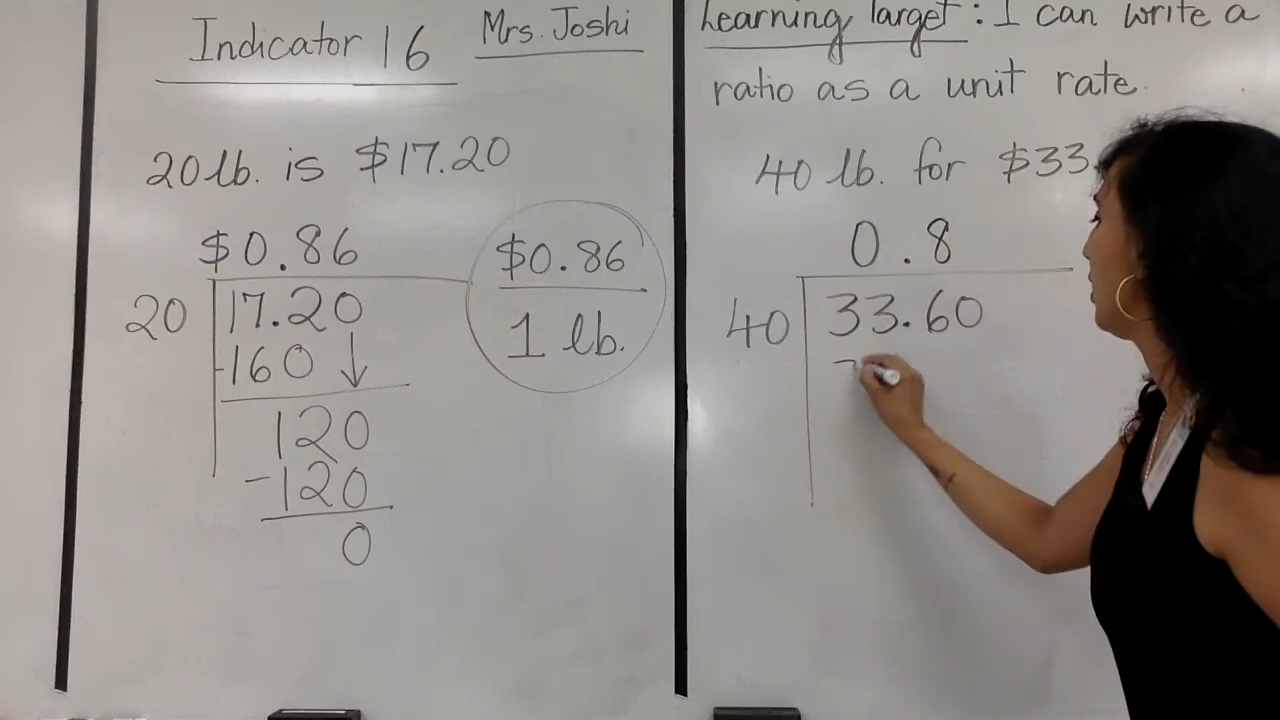 Indicator 16
Mrs. Joshi
20 lb. is $17.20
$0.86
20 17.20
-160
120
-120
0
$0.86
1 lb.
Learning Target: I can write a
ratio as a unit rate.
40 lb. for $33.
0.8
40 33.60